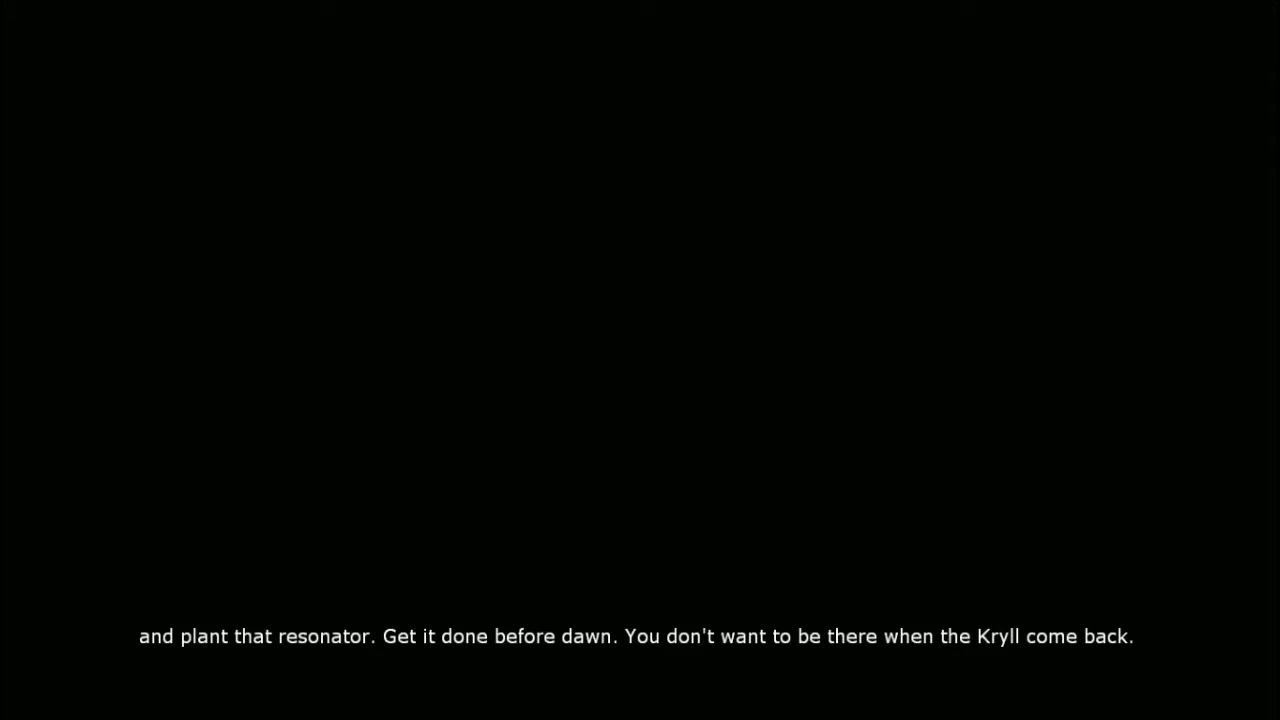 and plant that resonator. Get it done before dawn. You don't want to be there when the Kryll come back.